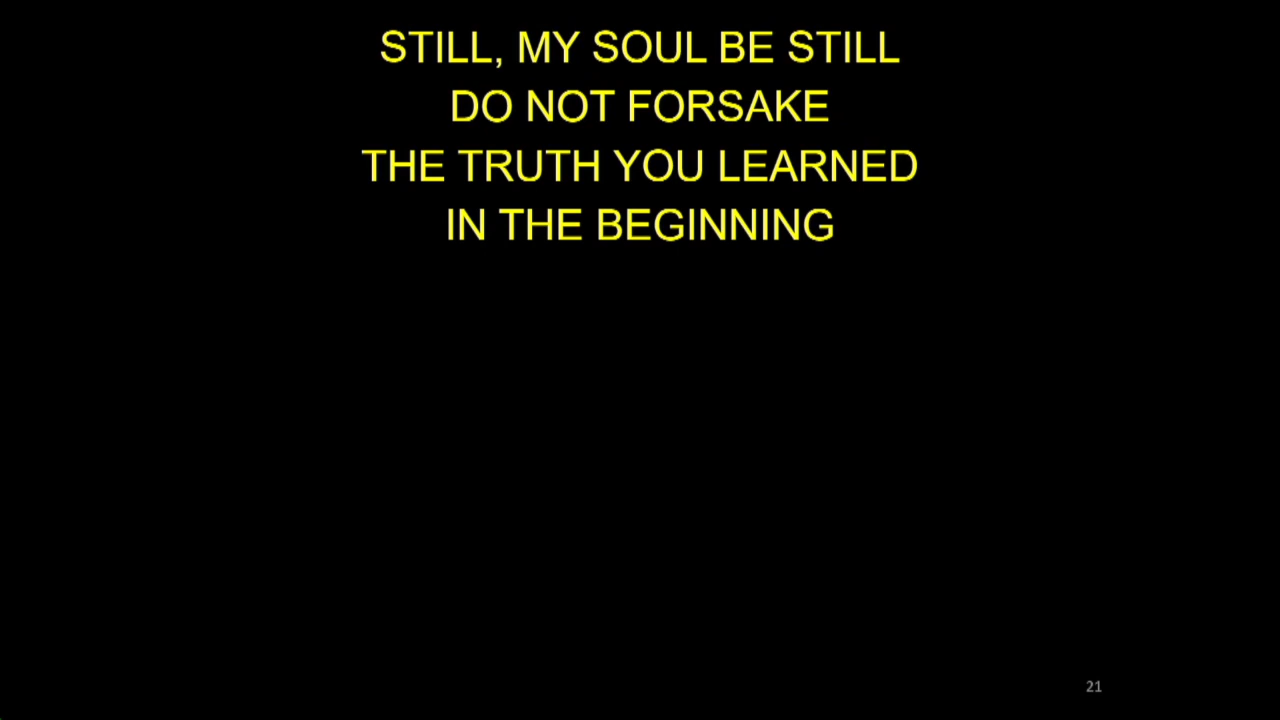 STILL, MY SOUL BE STILL
DO NOT FORSAKE
THE TRUTH YOU LEARNED
IN THE BEGINNING
21